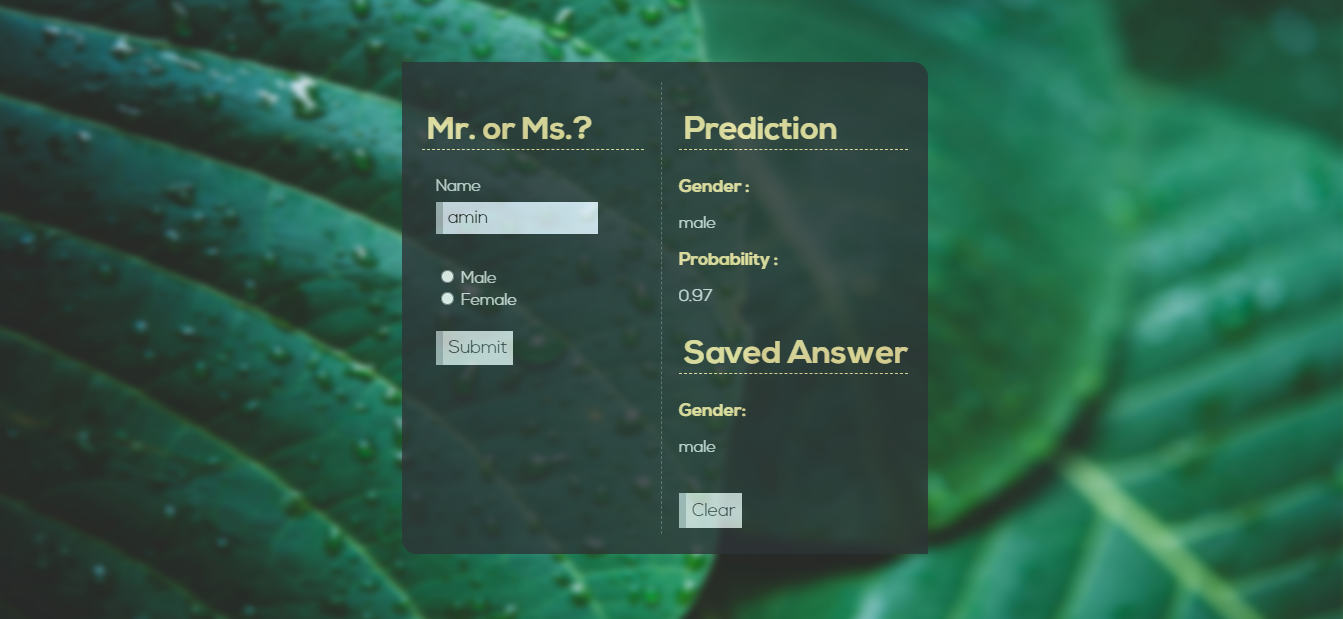 Mr. or Ms.?
Name
amin
Male
Female
Submit
Prediction
Gender :
male
Probability :
0.97
Saved Answer
Gender:
male
Clear